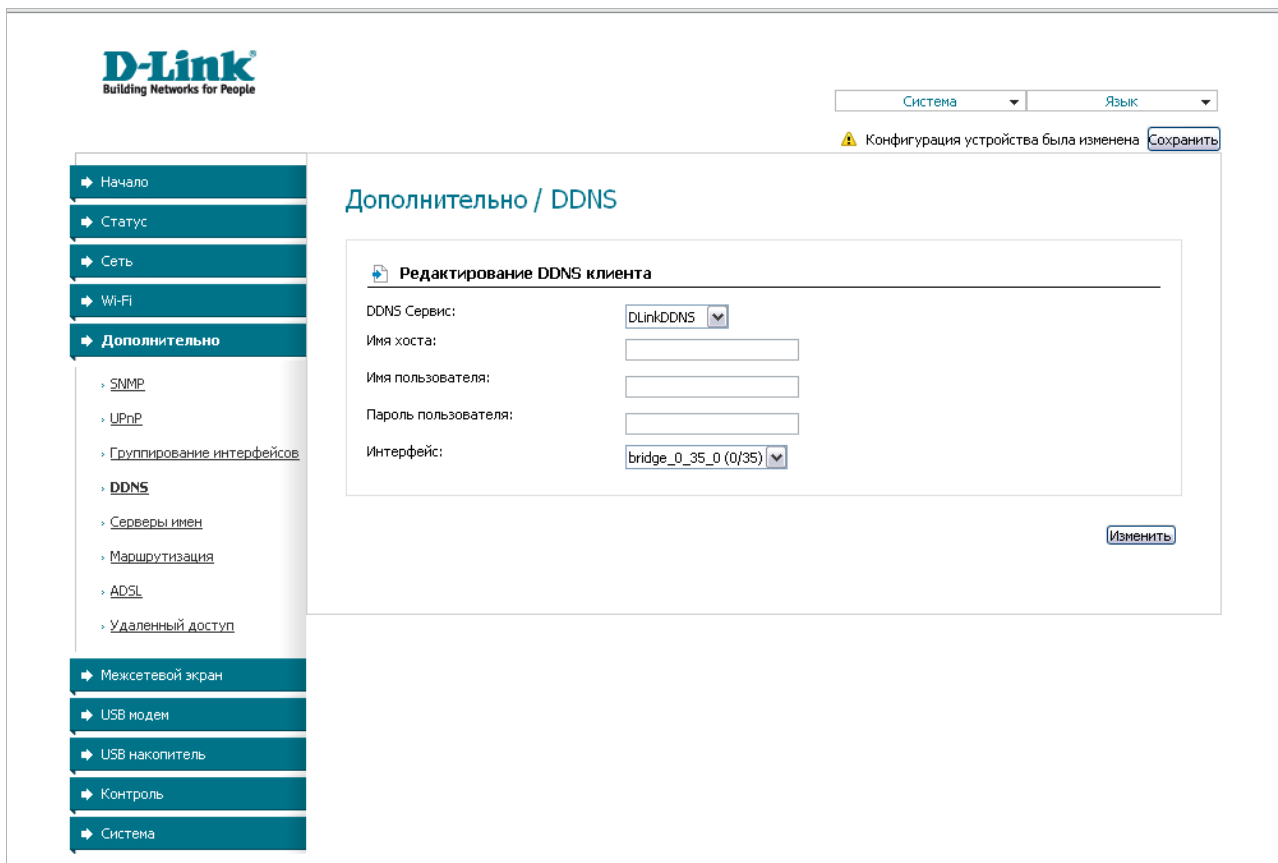 D-Link
Building Networks for People
Система
Язык
Конфигурация устройства была изменена
Сохранить
Начало
Статус
Сеть
Wi-Fi
Дополнительно
SNMP
UPnP
Группирование интерфейсов
DDNS
Серверы имен
Маршрутизация
ADSL
Удаленный доступ
Межсетевой экран
USB модем
USB накопитель
Контроль
Система
Дополнительно / DDNS
Редактирование DDNS клиента
DDNS Сервис:
DLinkDDNS
Имя хоста:
Имя пользователя:
Пароль пользователя:
Интерфейс:
bridge_0_35_0 (0/35)
Изменить